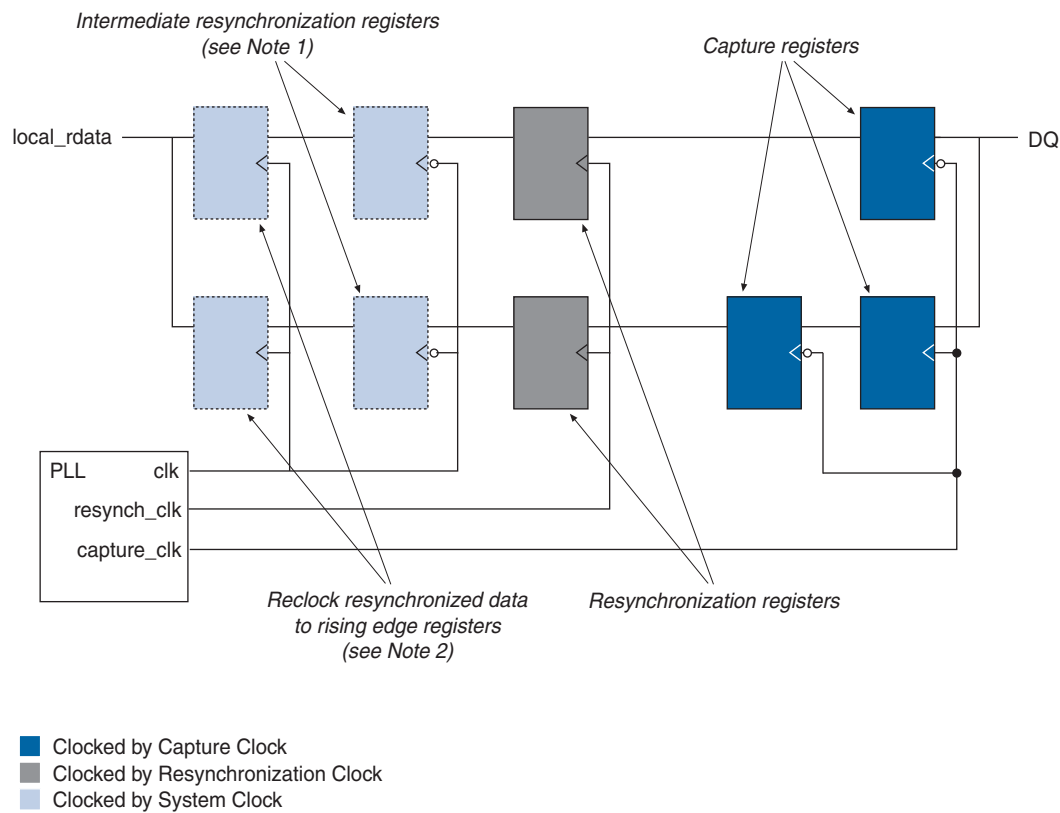 Intermediate resynchronization registers
(see Note 1)
Capture registers
local_rdata
DQ
PLL
clk
resynch_clk
capture_clk
Reclock resynchronized data
to rising edge registers
(see Note 2)
Resynchronization registers
Clocked by Capture Clock
Clocked by Resynchronization Clock
Clocked by System Clock